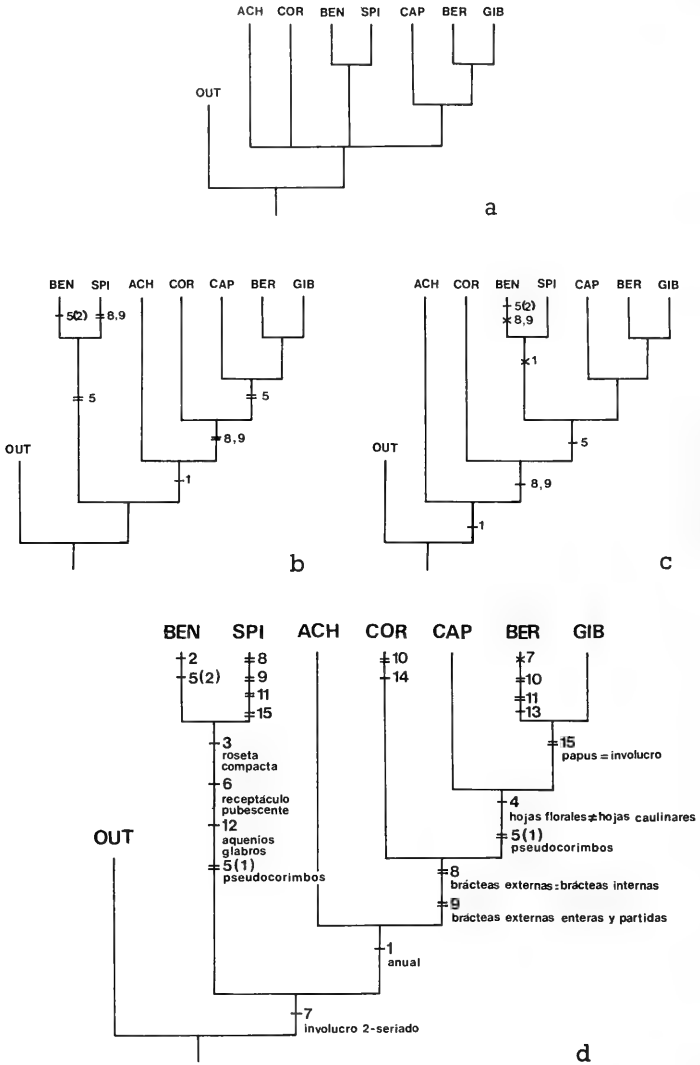 ACH COR BEN SPI CAP BER GIB
OUT
a
BEN SPI ACH COR CAP BER GIB
5(2) 8,9
5
5
8,9
OUT
1
b
ACH COR BEN SPI CAP BER GIB
5(2)
8,9
1
5
OUT
8,9
1
c
BEN SPI ACH COR CAP BER GIB
2 8 10 7
5(2) 9 14 10
11 11
15 13
3
roseta
compacta
15
papus = involucro
6
receptáculo
pubescente
4
hojas florales≠hojas caulinares
12
aquenios
glabros
5(1)
pseudocorimbos
OUT
5(1)
pseudocorimbos
8
brácteas externas=brácteas internas
9
brácteas externas enteras y partidas
1
anual
7
involucro 2-seriado
d